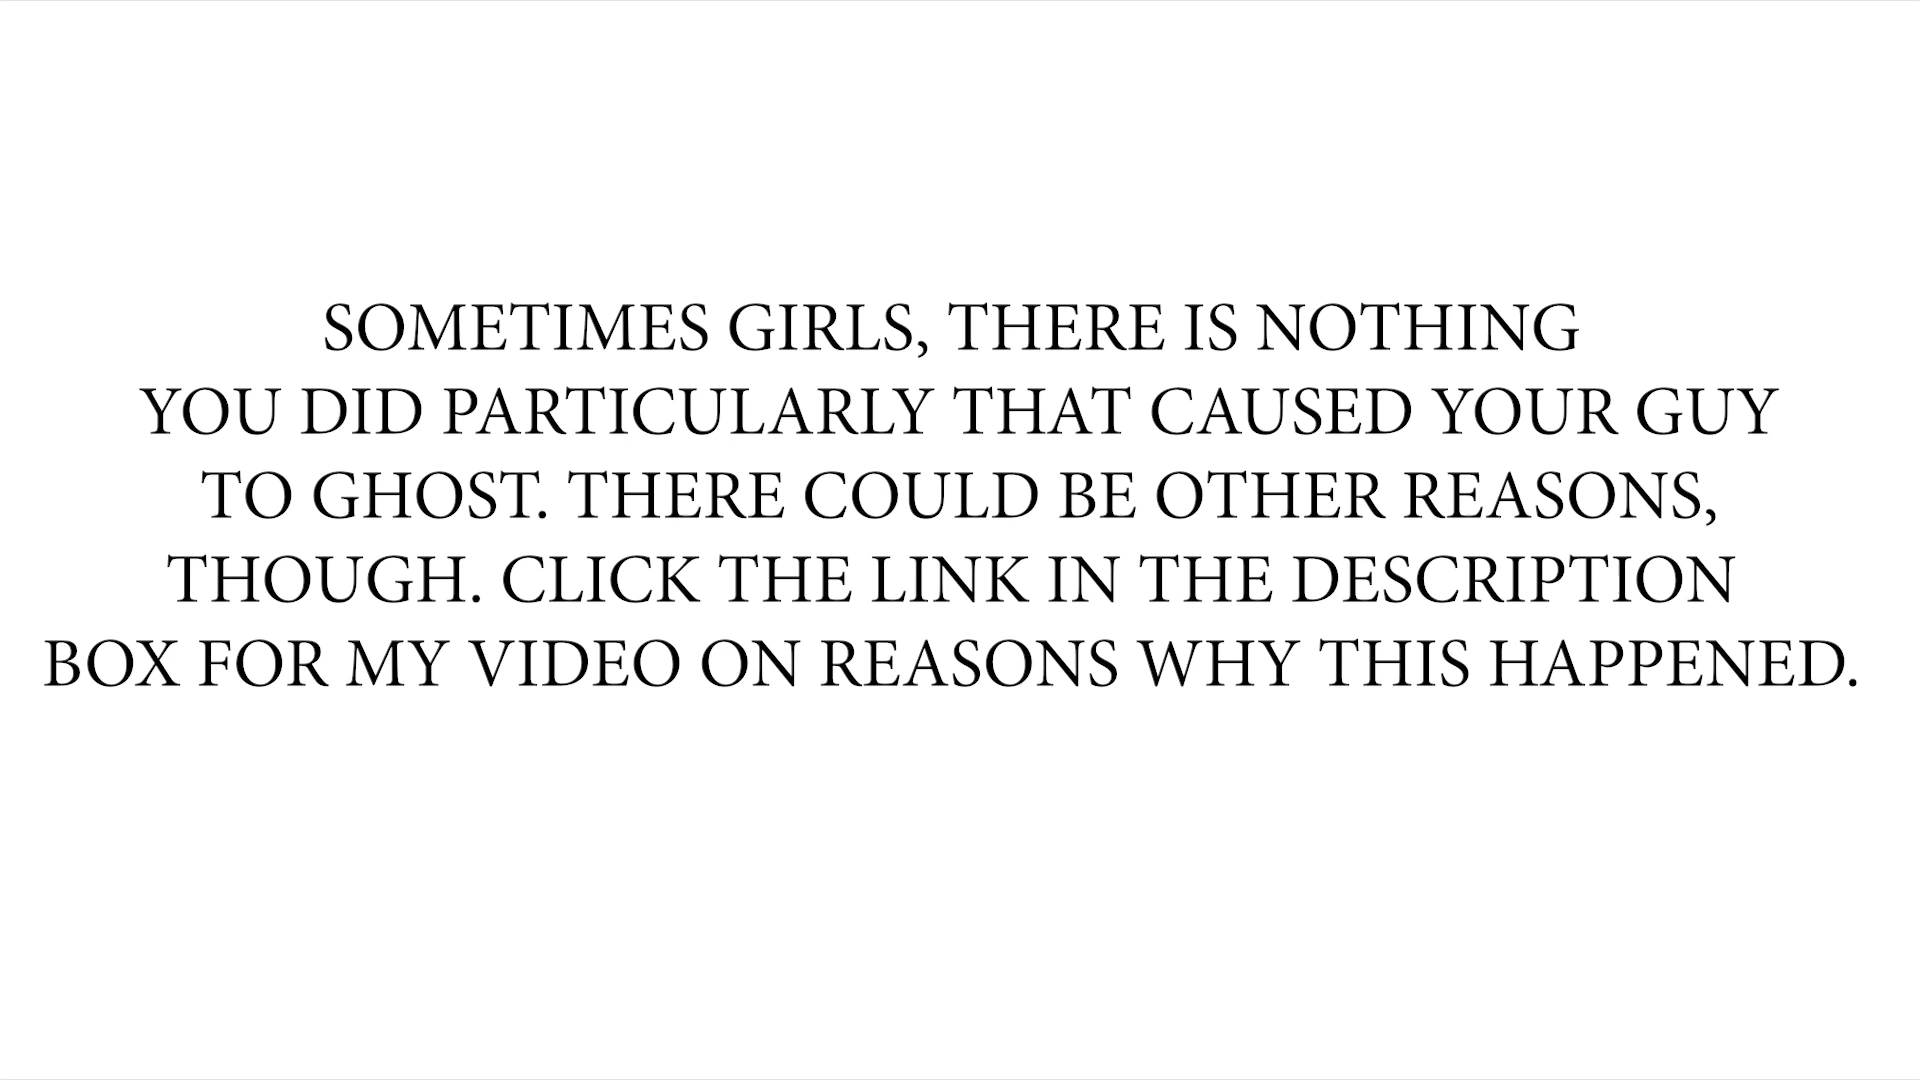 SOMETIMES GIRLS, THERE IS NOTHING
YOU DID PARTICULARLY THAT CAUSED YOUR GUY
TO GHOST. THERE COULD BE OTHER REASONS,
THOUGH. CLICK THE LINK IN THE DESCRIPTION
BOX FOR MY VIDEO ON REASONS WHY THIS HAPPENED.